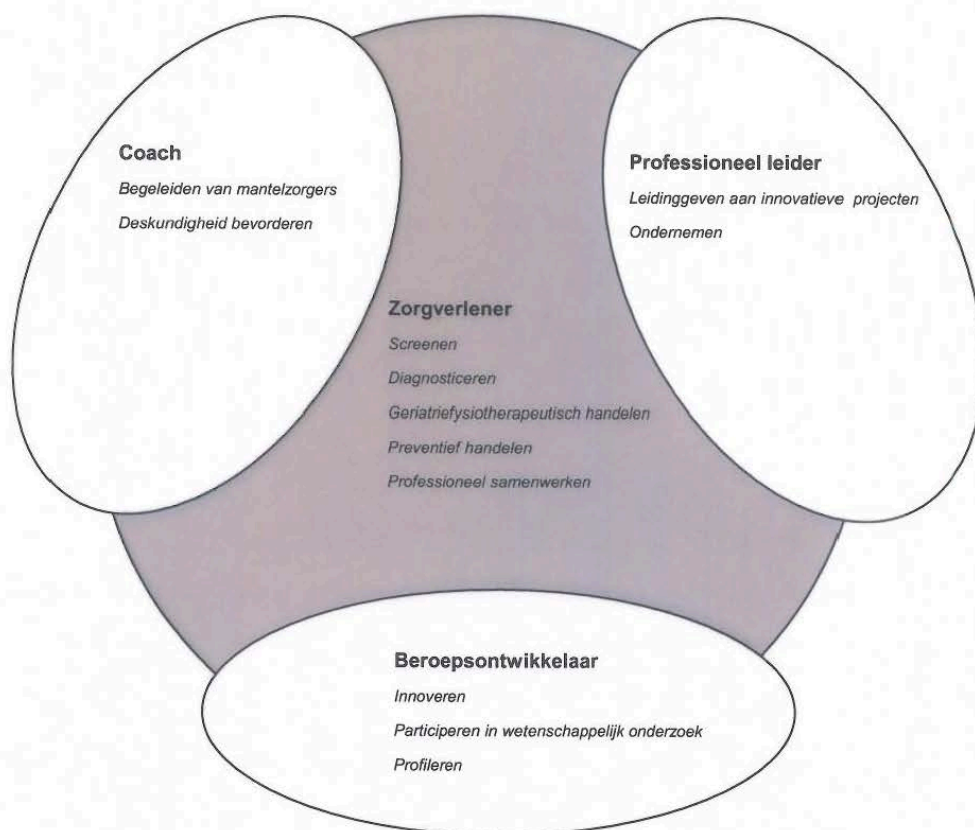 Coach
Begeleiden van mantelzorgers
Deskundigheid bevorderen
Professioneel leider
Leidinggeven aan innovatieve projecten
Ondernemen
Zorgverlener
Screenen
Diagnosticeren
Geriatriefysiotherapeutisch handelen
Preventief handelen
Professioneel samenwerken
Beroepsontwikkelaar
Innoveren
Participeren in wetenschappelijk onderzoek
Profileren